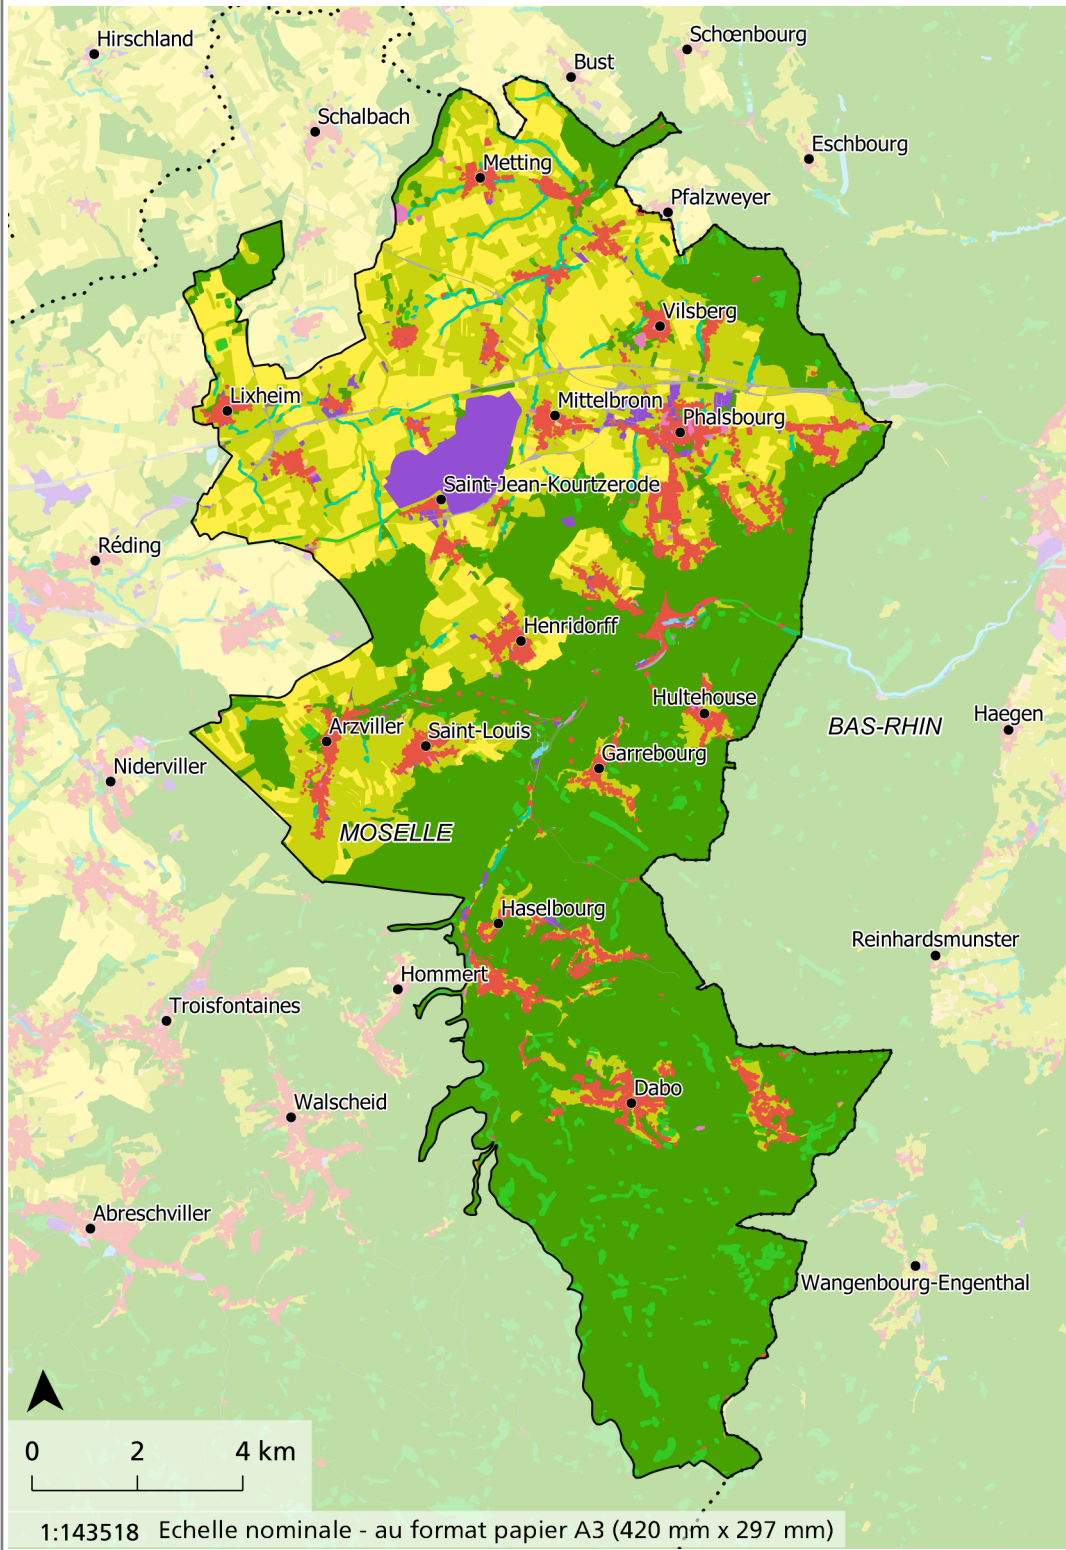 Hirschland
Schœnbourg
Bust
Schalbach
Eschbourg
Metting
Pfalzweyer
Vilsberg
Lixheim
Mittelbronn
Phalsbourg
Saint-Jean-Kourtzerode
Réding
Henridorff
Hultehouse
Haegen
BAS-RHIN
Arzviller
Saint-Louis
Garrebourg
Niderviller
MOSELLE
Haselbourg
Reinhardsmunster
Hommert
Troisfontaines
Dabo
Walscheid
Abreschviller
Wangenbourg-Engenthal
0 2 4 km
1:143518 Echelle nominale - au format papier A3 (420 mm x 297 mm)